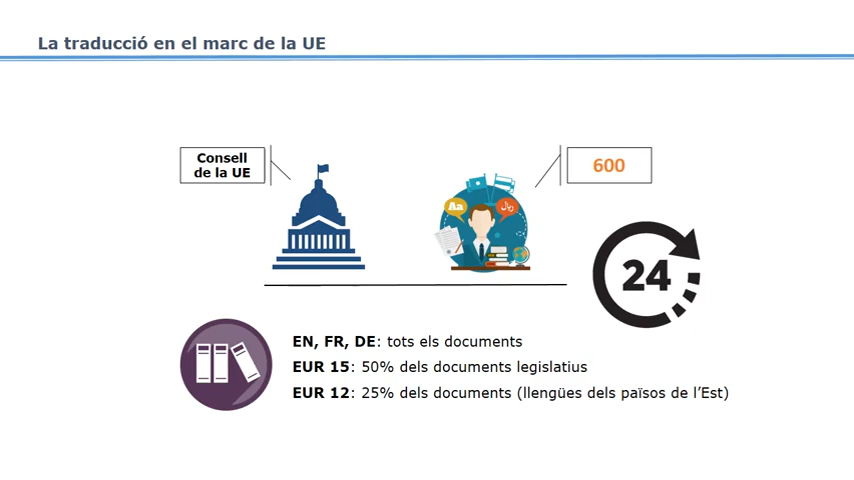 La traducció en el marc de la UE
Consell
de la UE
600
Aa
24
EN, FR, DE: tots els documents
EUR 15: 50% dels documents legislatius
EUR 12: 25% dels documents (llengües dels països de l’Est)